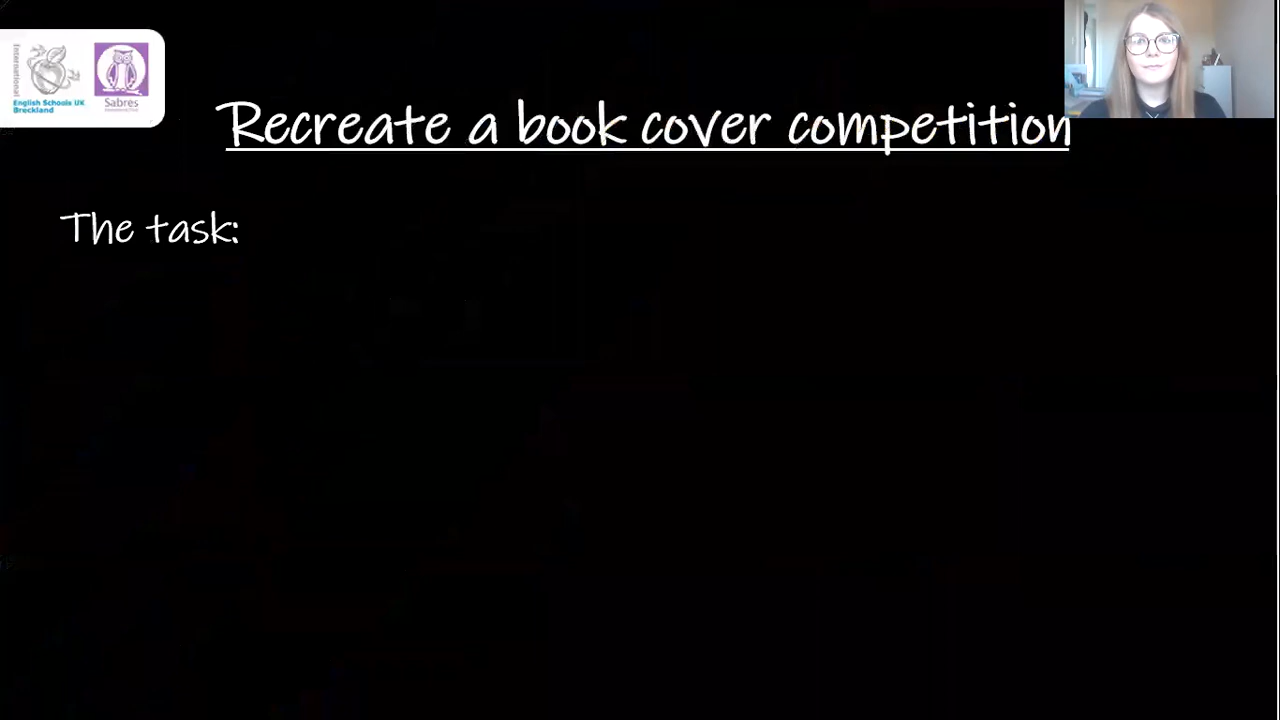 International
English Schools UK
Breckland
Sabres
Recreate a book cover competition
The task: